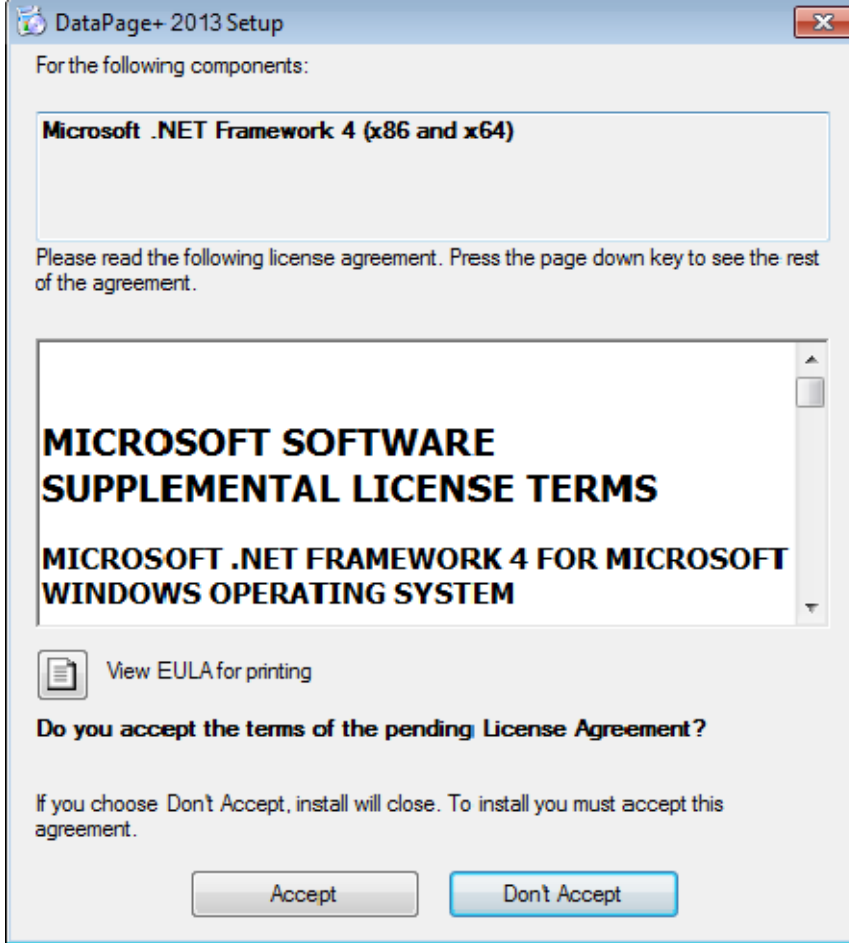 DataPage+ 2013 Setup
For the following components:
Microsoft .NET Framework 4 (x86 and x64)
Please read the following license agreement. Press the page down key to see the rest
of the agreement.
MICROSOFT SOFTWARE
SUPPLEMENTAL LICENSE TERMS
MICROSOFT .NET FRAMEWORK 4 FOR MICROSOFT
WINDOWS OPERATING SYSTEM
View EULA for printing
Do you accept the terms of the pending License Agreement?
If you choose Don't Accept, install will close. To install you must accept this
agreement.
Accept Don't Accept